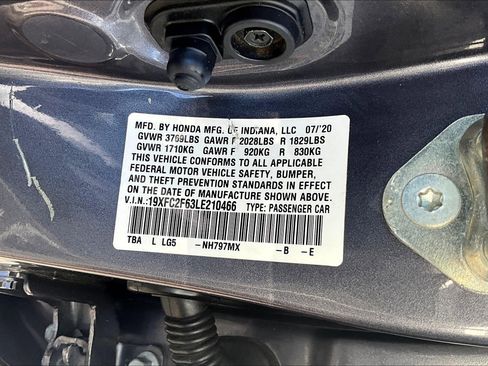 MFD. BY HONDA MFG. OF INDIANA, LLC 07/'20
GVWR 3769LBS GAWR F 2028LBS R 1829LBS
GVWR 1710KG GAWR F 920KG R 830KG
THIS VEHICLE CONFORMS TO ALL APPLICABLE
FEDERAL MOTOR VEHICLE SAFETY, BUMPER,
AND THEFT PREVENTION STANDARDS IN EFFECT
ON THE DATE OF MANUFACTURE SHOWN ABOVE.
V.I.N.:19XFC2F63LE210466 TYPE: PASSENGER CAR
TBA L LG5 -NH797MX -B -E